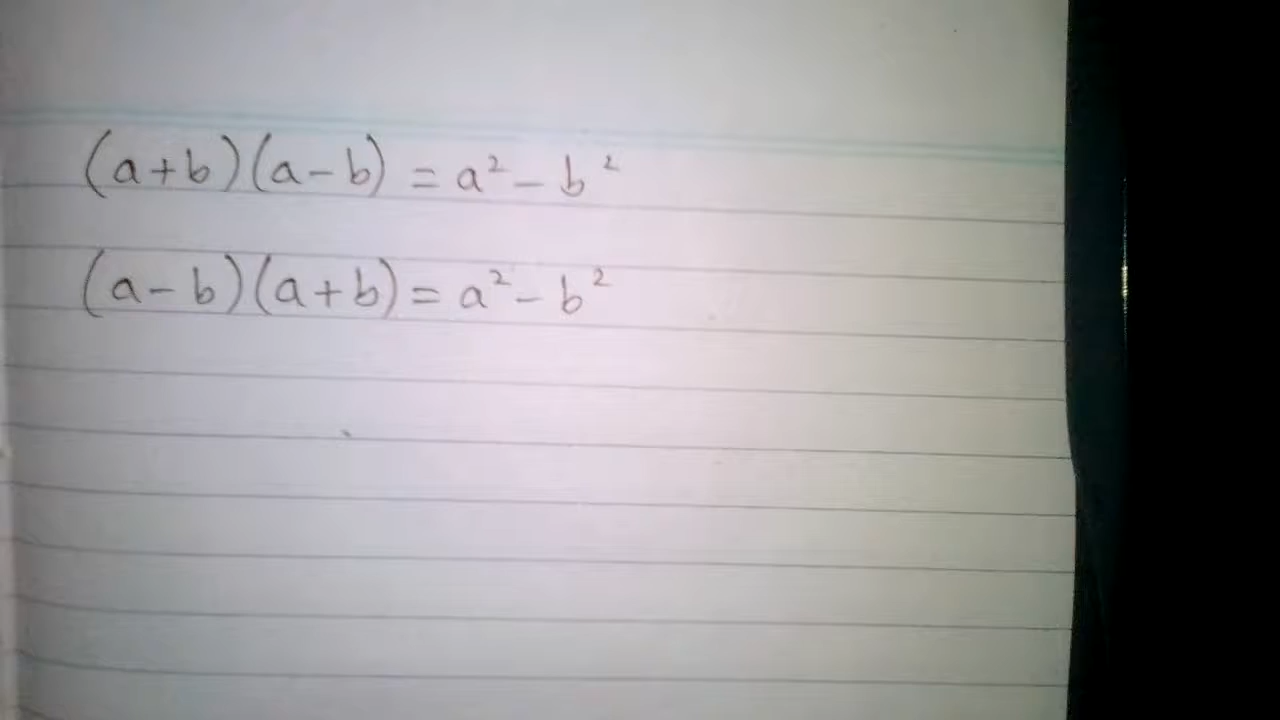 (a+b)(a-b) = a² - b²
(a-b)(a+b) = a² - b²